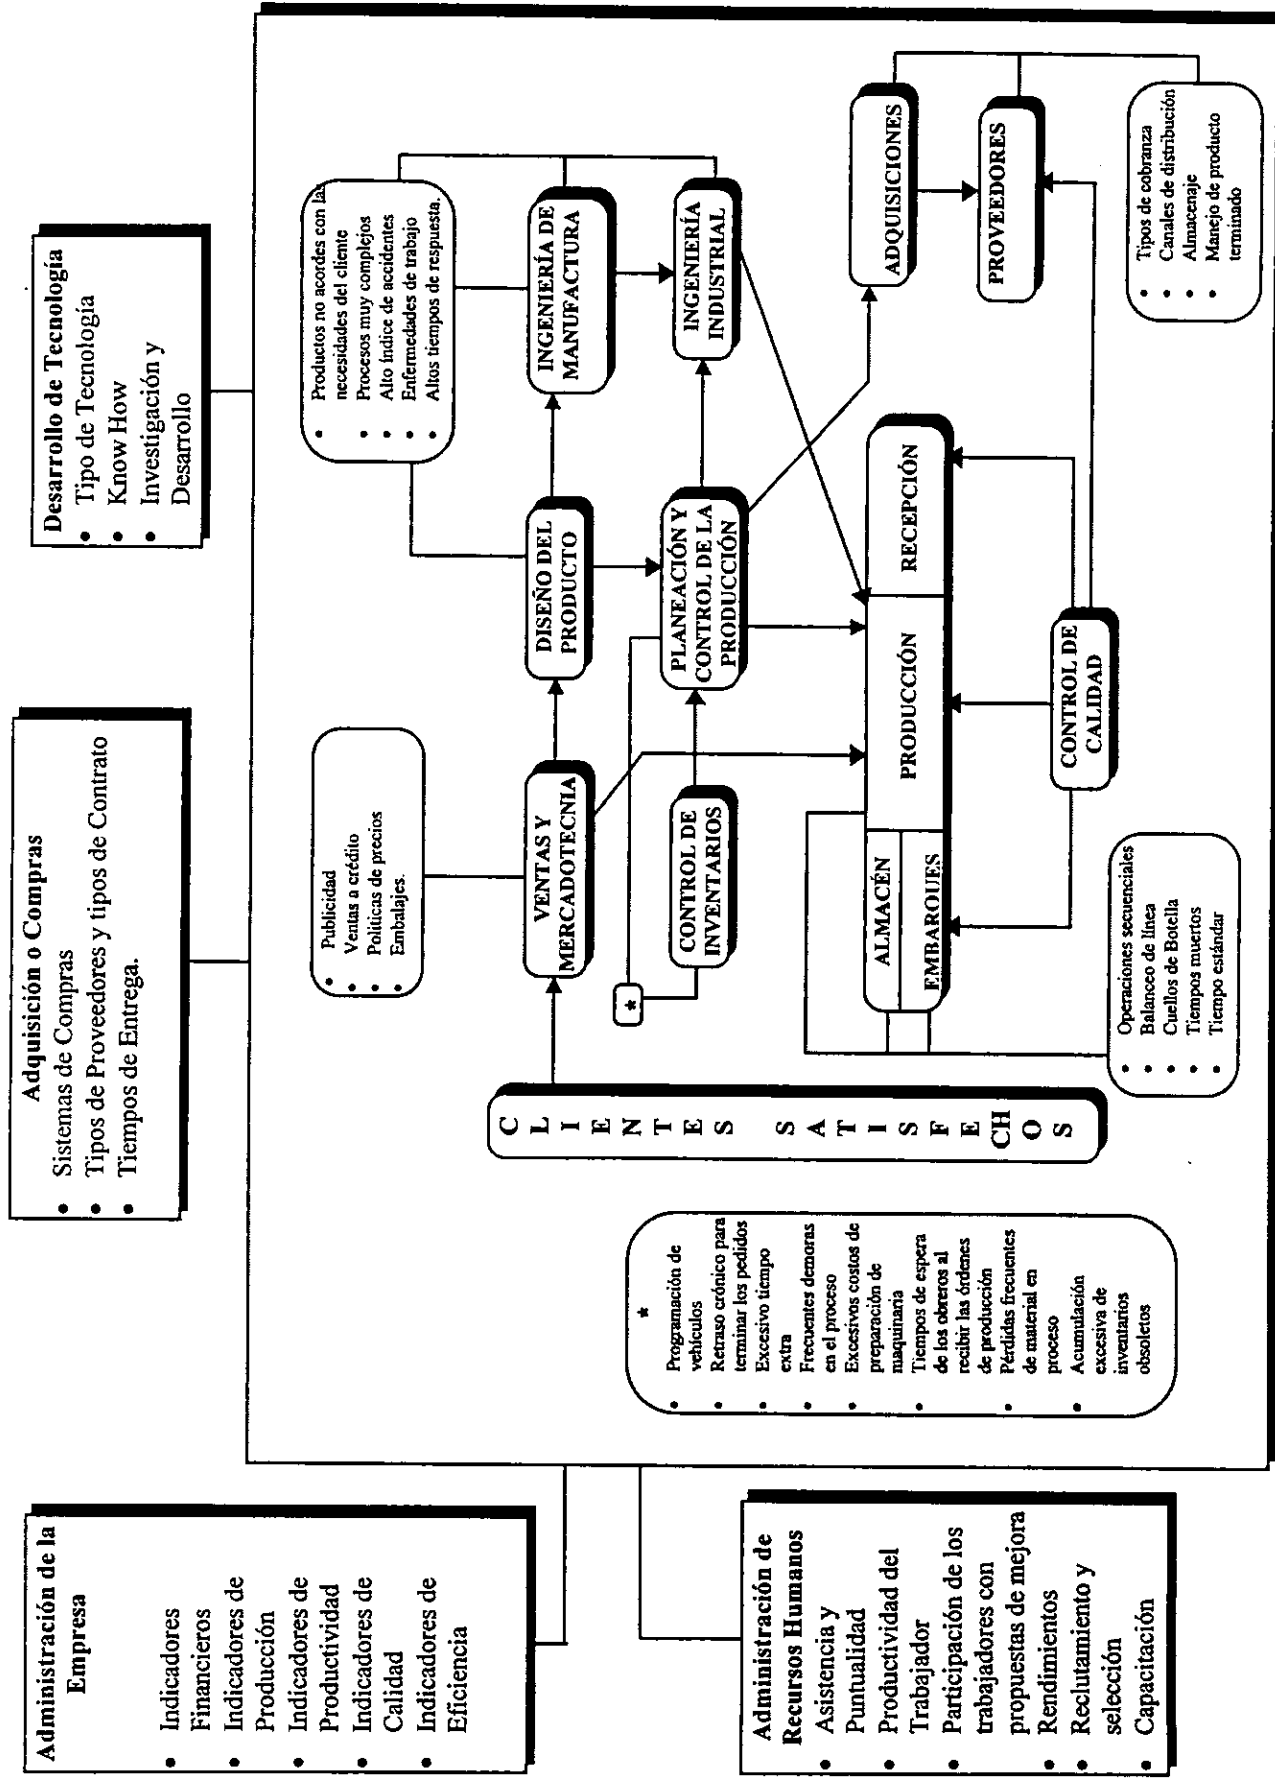 Administración de la
Empresa
• Indicadores
Financieros
• Indicadores de
Producción
• Indicadores de
Productividad
• Indicadores de
Calidad
• Indicadores de
Eficiencia
Adquisición o Compras
• Sistemas de Compras
• Tipos de Proveedores y tipos de Contrato
• Tiempos de Entrega.
Desarrollo de Tecnología
• Tipo de Tecnología
• Know How
• Investigación y
Desarrollo
Administración de
Recursos Humanos
• Asistencia y
Puntualidad
• Productividad del
Trabajador
• Participación de los
trabajadores con
propuestas de mejora
• Rendimientos
• Reclutamiento y
selección
• Capacitación
*
• Programación de
vehículos
• Retraso crónico para
terminar los pedidos
• Excesivo tiempo
extra
• Frecuentes demoras
en el proceso
• Excesivos costos de
preparación de
maquinaria
• Tiempos de espera
de los obreros al
recibir las órdenes
de producción
• Pérdidas frecuentes
de material en
proceso
• Acumulación
excesiva de
inventarios
obsoletos
C
L
I
E
N
T
E
S
S
A
T
I
S
F
E
CH
O
S
• Publicidad
• Ventas a crédito
• Políticas de precios
• Embalajes.
• Productos no acordes con las
necesidades del cliente
• Procesos muy complejos
• Alto índice de accidentes
• Enfermedades de trabajo
• Altos tiempos de respuesta.
VENTAS Y
MERCADOTECNIA
DISEÑO DEL
PRODUCTO
INGENIERÍA DE
MANUFACTURA
*
CONTROL DE
INVENTARIOS
PLANEACIÓN Y
CONTROL DE LA
PRODUCCIÓN
INGENIERÍA
INDUSTRIAL
ALMACÉN
EMBARQUES
PRODUCCIÓN
RECEPCIÓN
ADQUISICIONES
PROVEEDORES
CONTROL DE
CALIDAD
• Operaciones secuenciales
• Balanceo de línea
• Cuellos de Botella
• Tiempos muertos
• Tiempo estándar
• Tipos de cobranza
• Canales de distribución
• Almacenaje
• Manejo de producto
terminado